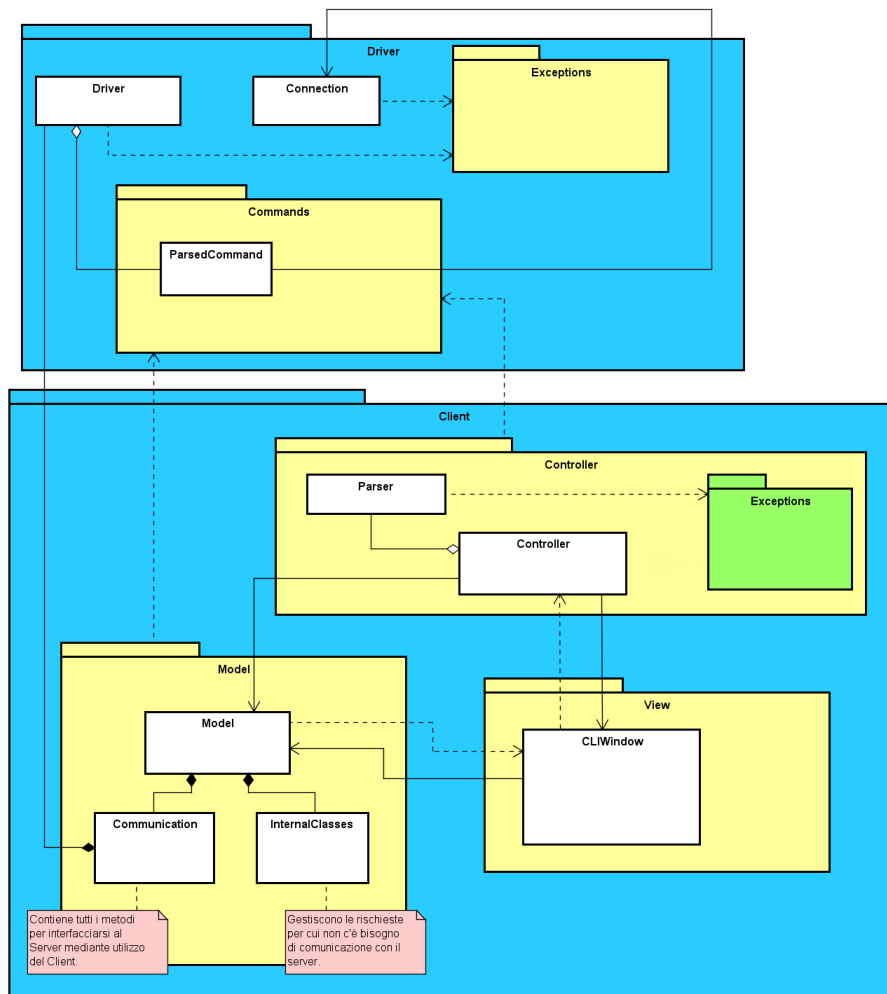 Driver
Exceptions
Driver
Connection
Commands
ParsedCommand
Client
Controller
Parser
Exceptions
Controller
Model
View
Model
CLIWindow
Communication
InternalClasses
Contiene tutti i metodi
per interfacciarsi al
Server mediante utilizzo
del Client.
Gestiscono le rischieste
per cui non c'è bisogno
di comunicazione con il
server.